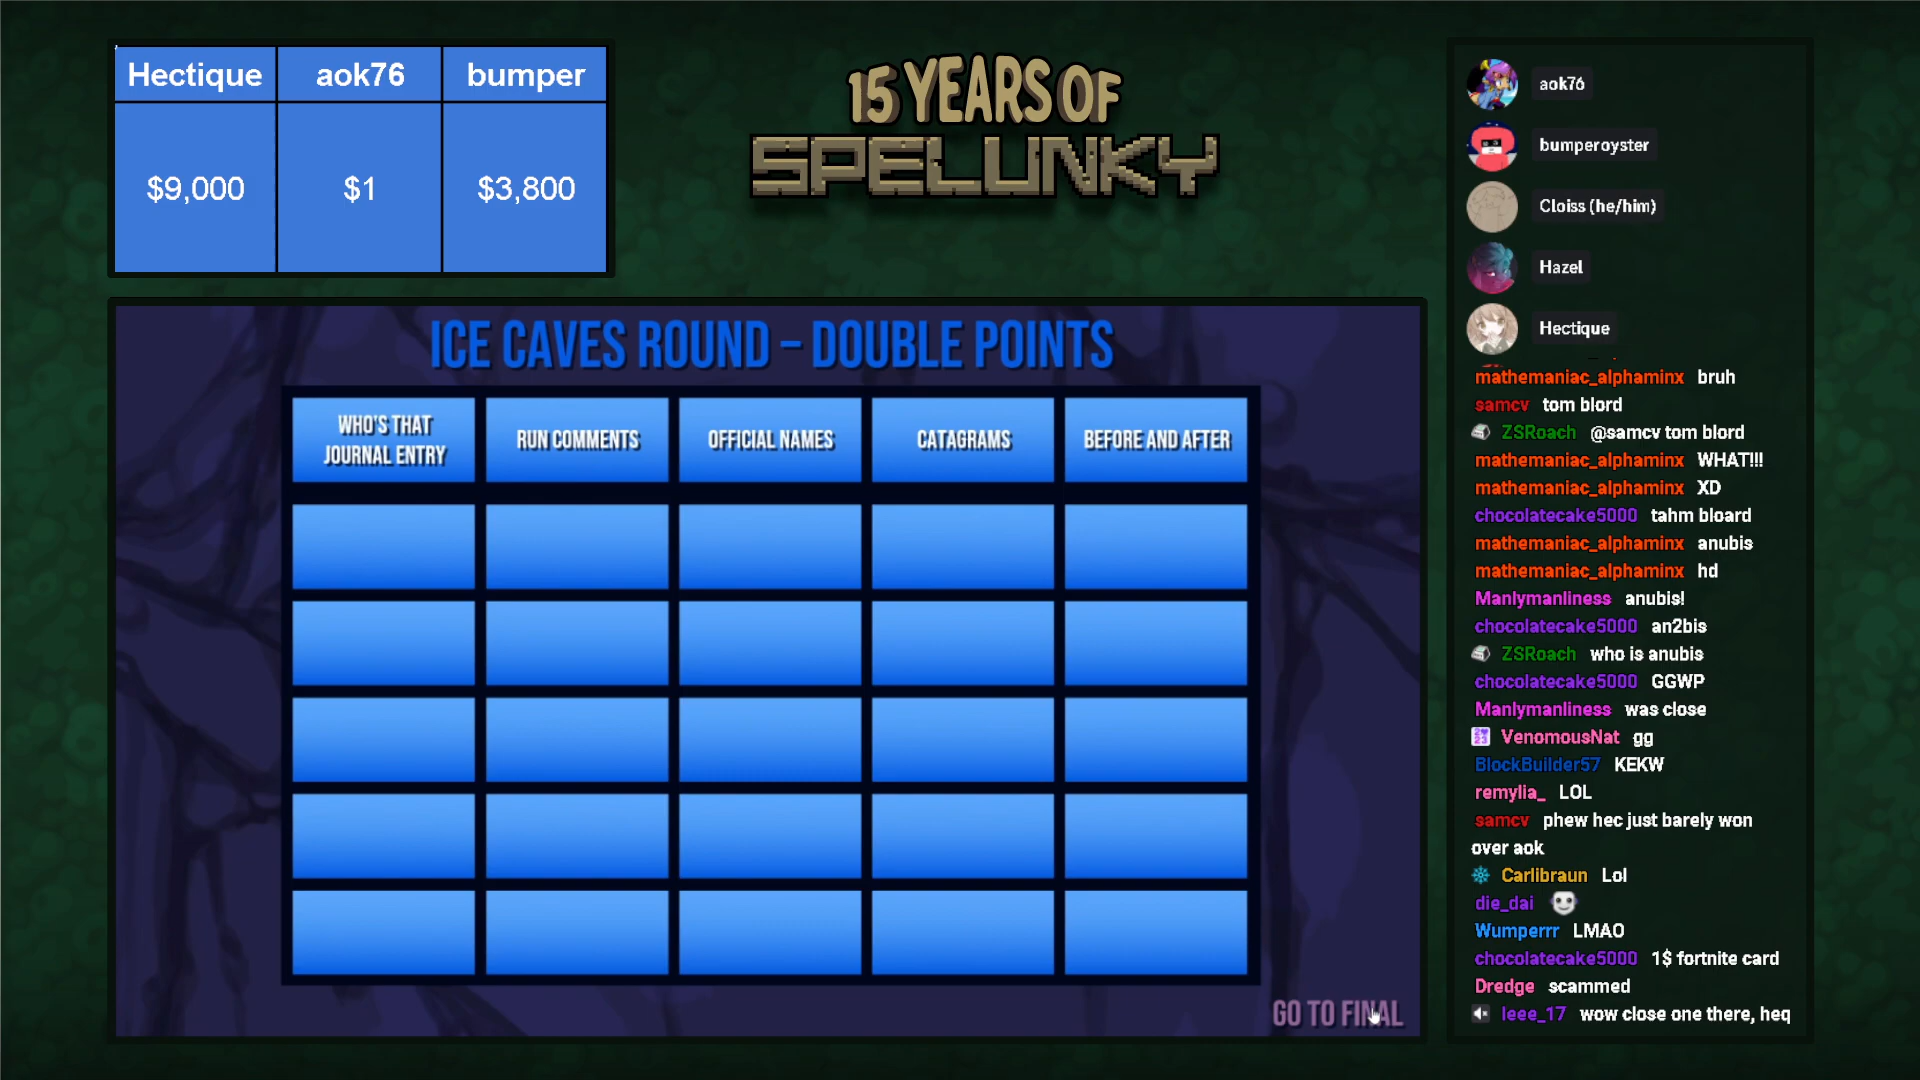 Hectique aok76 bumper
$9,000 $1 $3,800
15 YEARS OF
SPELUNKY
ICE CAVES ROUND – DOUBLE POINTS
WHO'S THAT
JOURNAL ENTRY
RUN COMMENTS
OFFICIAL NAMES
CATAGRAMS
BEFORE AND AFTER
GO TO FINAL
aok76
bumperoyster
Cloiss (he/him)
Hazel
Hectique
mathemaniac_alphaminx bruh
samcv tom blord
ZSRoach @samcv tom blord
mathemaniac_alphaminx WHAT!!!
mathemaniac_alphaminx XD
chocolatecake5000 tahm bloard
mathemaniac_alphaminx anubis
mathemaniac_alphaminx hd
Manlymanliness anubis!
chocolatecake5000 an2bis
ZSRoach who is anubis
chocolatecake5000 GGWP
Manlymanliness was close
VenomousNat gg
BlockBuilder57 KEKW
remylia_ LOL
samcv phew hec just barely won
over aok
Carlibraun Lol
die_dai
Wumperrr LMAO
chocolatecake5000 1$ fortnite card
Dredge scammed
leee_17 wow close one there, heq